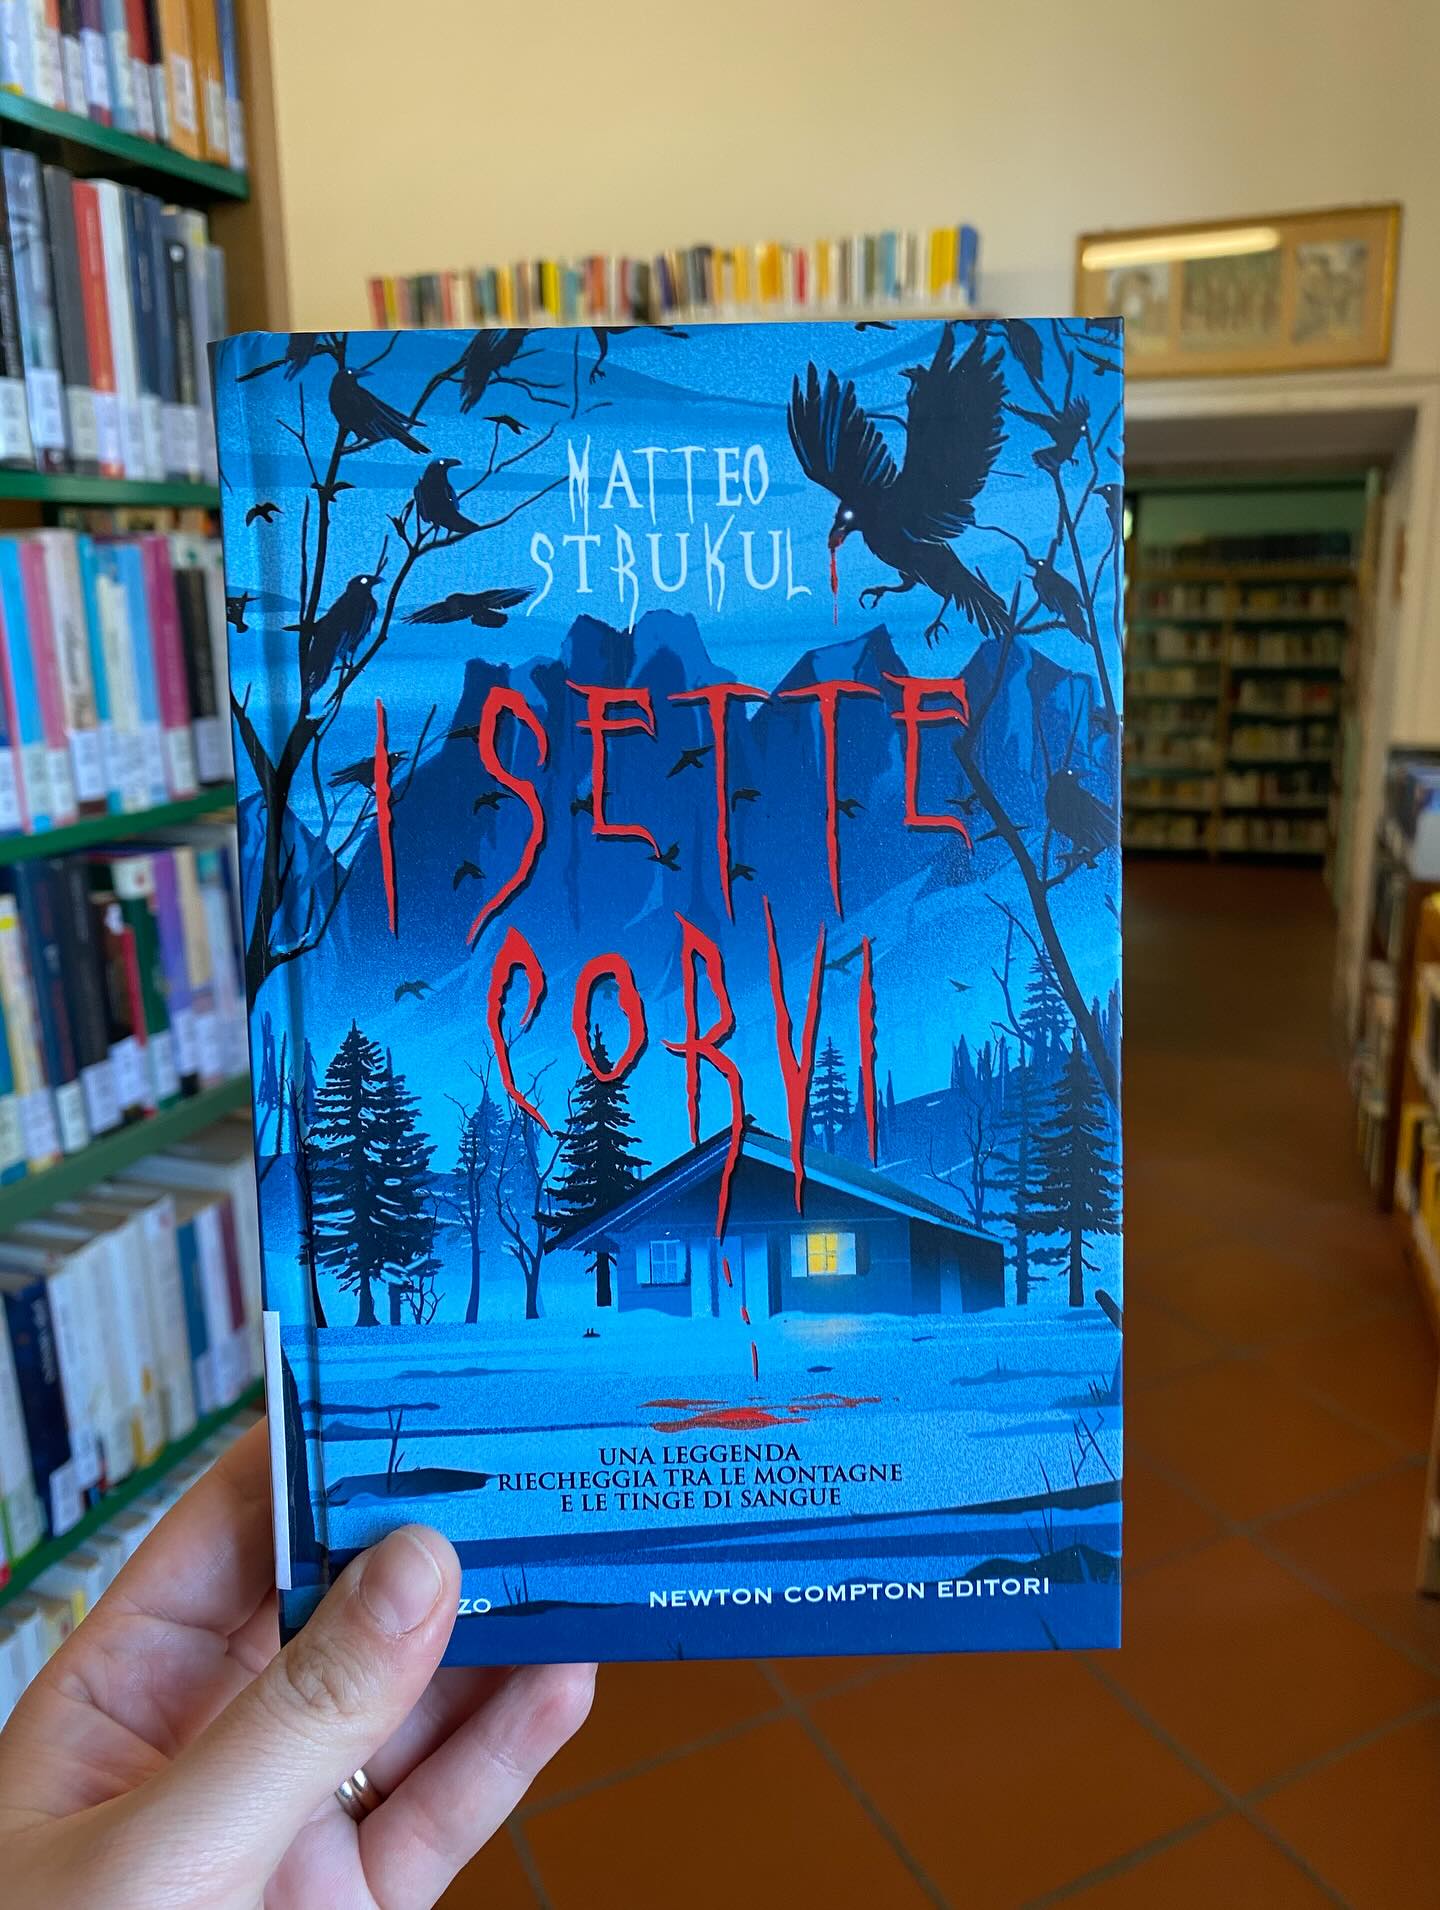 MATTEO
STRUKUL
I SETTE
CORVI
UNA LEGGENDA
RIECHEGGIA TRA LE MONTAGNE
E LE TINGE DI SANGUE
NEWTON COMPTON EDITORI